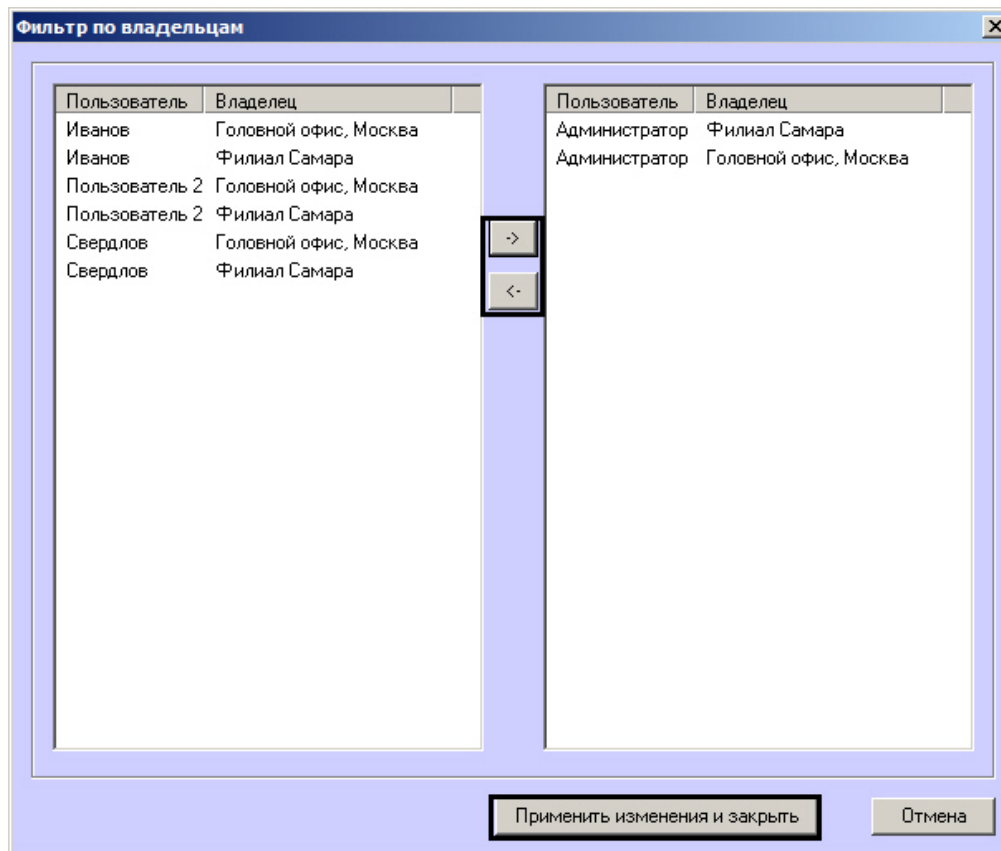 Фильтр по владельцам
Пользователь Владелец
Иванов Головной офис, Москва
Иванов Филиал Самара
Пользователь 2 Головной офис, Москва
Пользователь 2 Филиал Самара
Свердлов Головной офис, Москва
Свердлов Филиал Самара
->
<-
Пользователь Владелец
Администратор Филиал Самара
Администратор Головной офис, Москва
Применить изменения и закрыть
Отмена